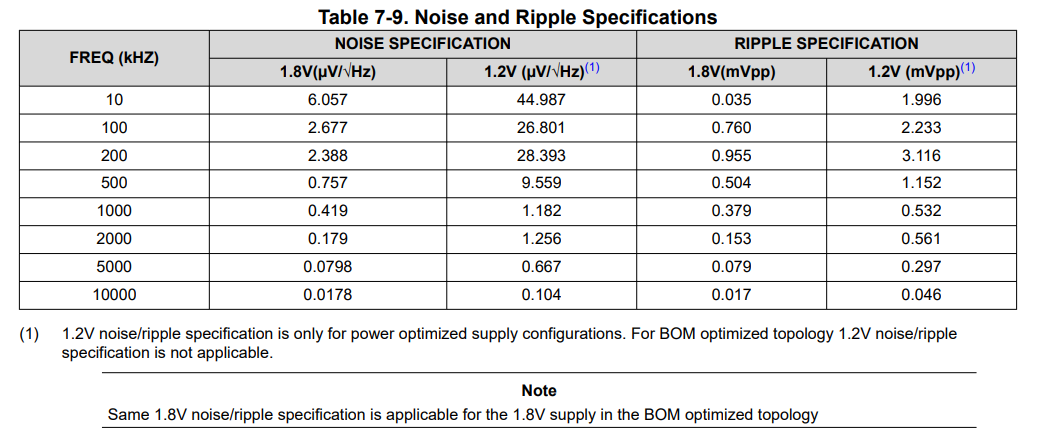 Table 7-9. Noise and Ripple Specifications
FREQ (kHZ) NOISE SPECIFICATION RIPPLE SPECIFICATION
1.8V(µV/√Hz) 1.2V (µV/√Hz)(1) 1.8V(mVpp) 1.2V (mVpp)(1)
10 6.057 44.987 0.035 1.996
100 2.677 26.801 0.760 2.233
200 2.388 28.393 0.955 3.116
500 0.757 9.559 0.504 1.152
1000 0.419 1.182 0.379 0.532
2000 0.179 1.256 0.153 0.561
5000 0.0798 0.667 0.079 0.297
10000 0.0178 0.104 0.017 0.046
(1) 1.2V noise/ripple specification is only for power optimized supply configurations. For BOM optimized topology 1.2V noise/ripple
specification is not applicable.
Note
Same 1.8V noise/ripple specification is applicable for the 1.8V supply in the BOM optimized topology